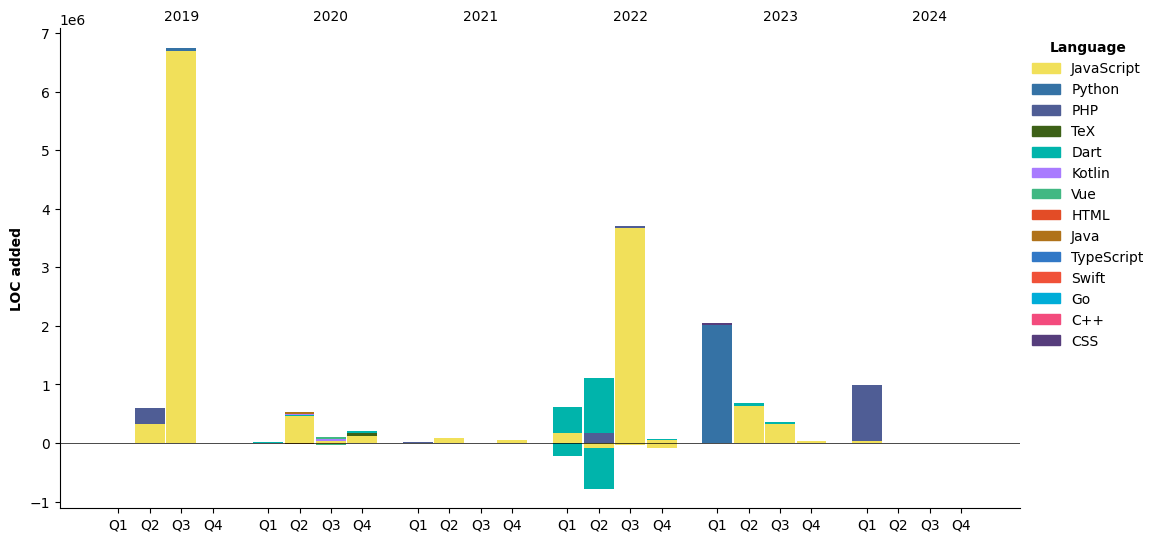 1e6
2019 2020 2021 2022 2023 2024
7
6
5
4
3
2
1
0
−1
LOC added
Q1 Q2 Q3 Q4 Q1 Q2 Q3 Q4 Q1 Q2 Q3 Q4 Q1 Q2 Q3 Q4 Q1 Q2 Q3 Q4 Q1 Q2 Q3 Q4
Language
JavaScript
Python
PHP
TeX
Dart
Kotlin
Vue
HTML
Java
TypeScript
Swift
Go
C++
CSS